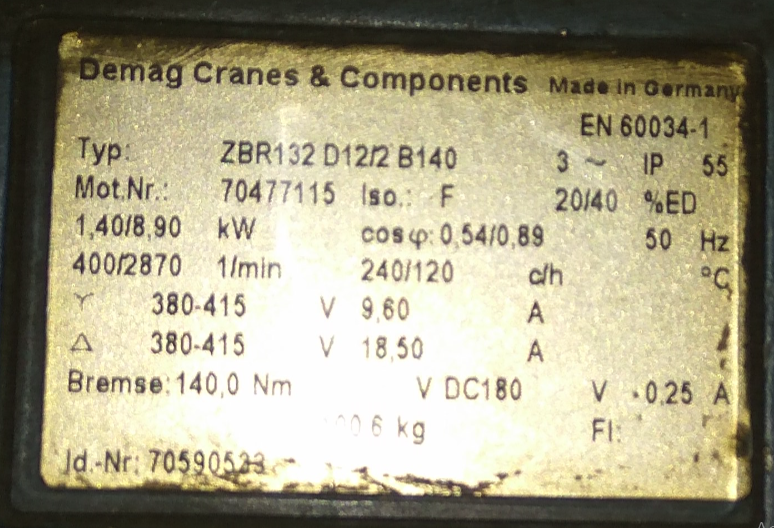 Demag Cranes & Components Made in Germany
EN 60034-1
Typ: ZBR132 D12/2 B140 3 ~ IP 55
Mot.Nr.: 70477115 Iso.: F 20/40 %ED
1,40/8,90 kW cosφ: 0,54/0,89 50 Hz
400/2870 1/min 240/120 c/h °C
Y 380-415 V 9,60 A
Δ 380-415 V 18,50 A
Bremse: 140,0 Nm V DC180 V 0,25 A
kg FI:
Id.-Nr: